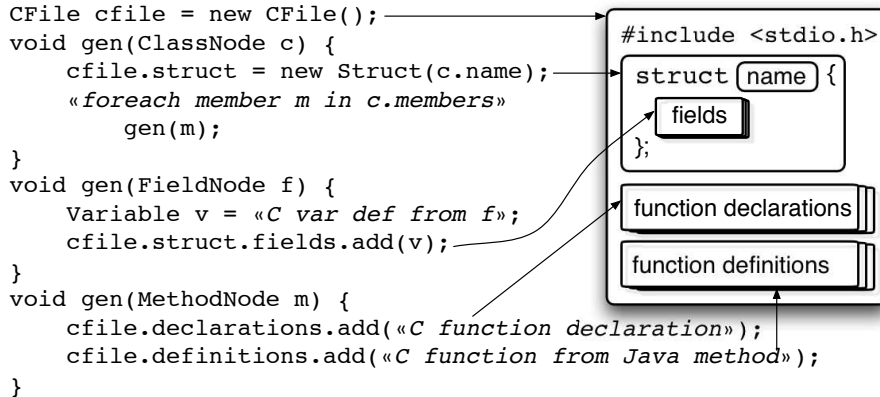 CFile cfile = new CFile();
void gen(ClassNode c) {
    cfile.struct = new Struct(c.name);
    «foreach member m in c.members»
        gen(m);
}
void gen(FieldNode f) {
    Variable v = «C var def from f»;
    cfile.struct.fields.add(v);
}
void gen(MethodNode m) {
    cfile.declarations.add(«C function declaration»);
    cfile.definitions.add(«C function from Java method»);
}
#include <stdio.h>
struct name {
fields
};
function declarations
function definitions